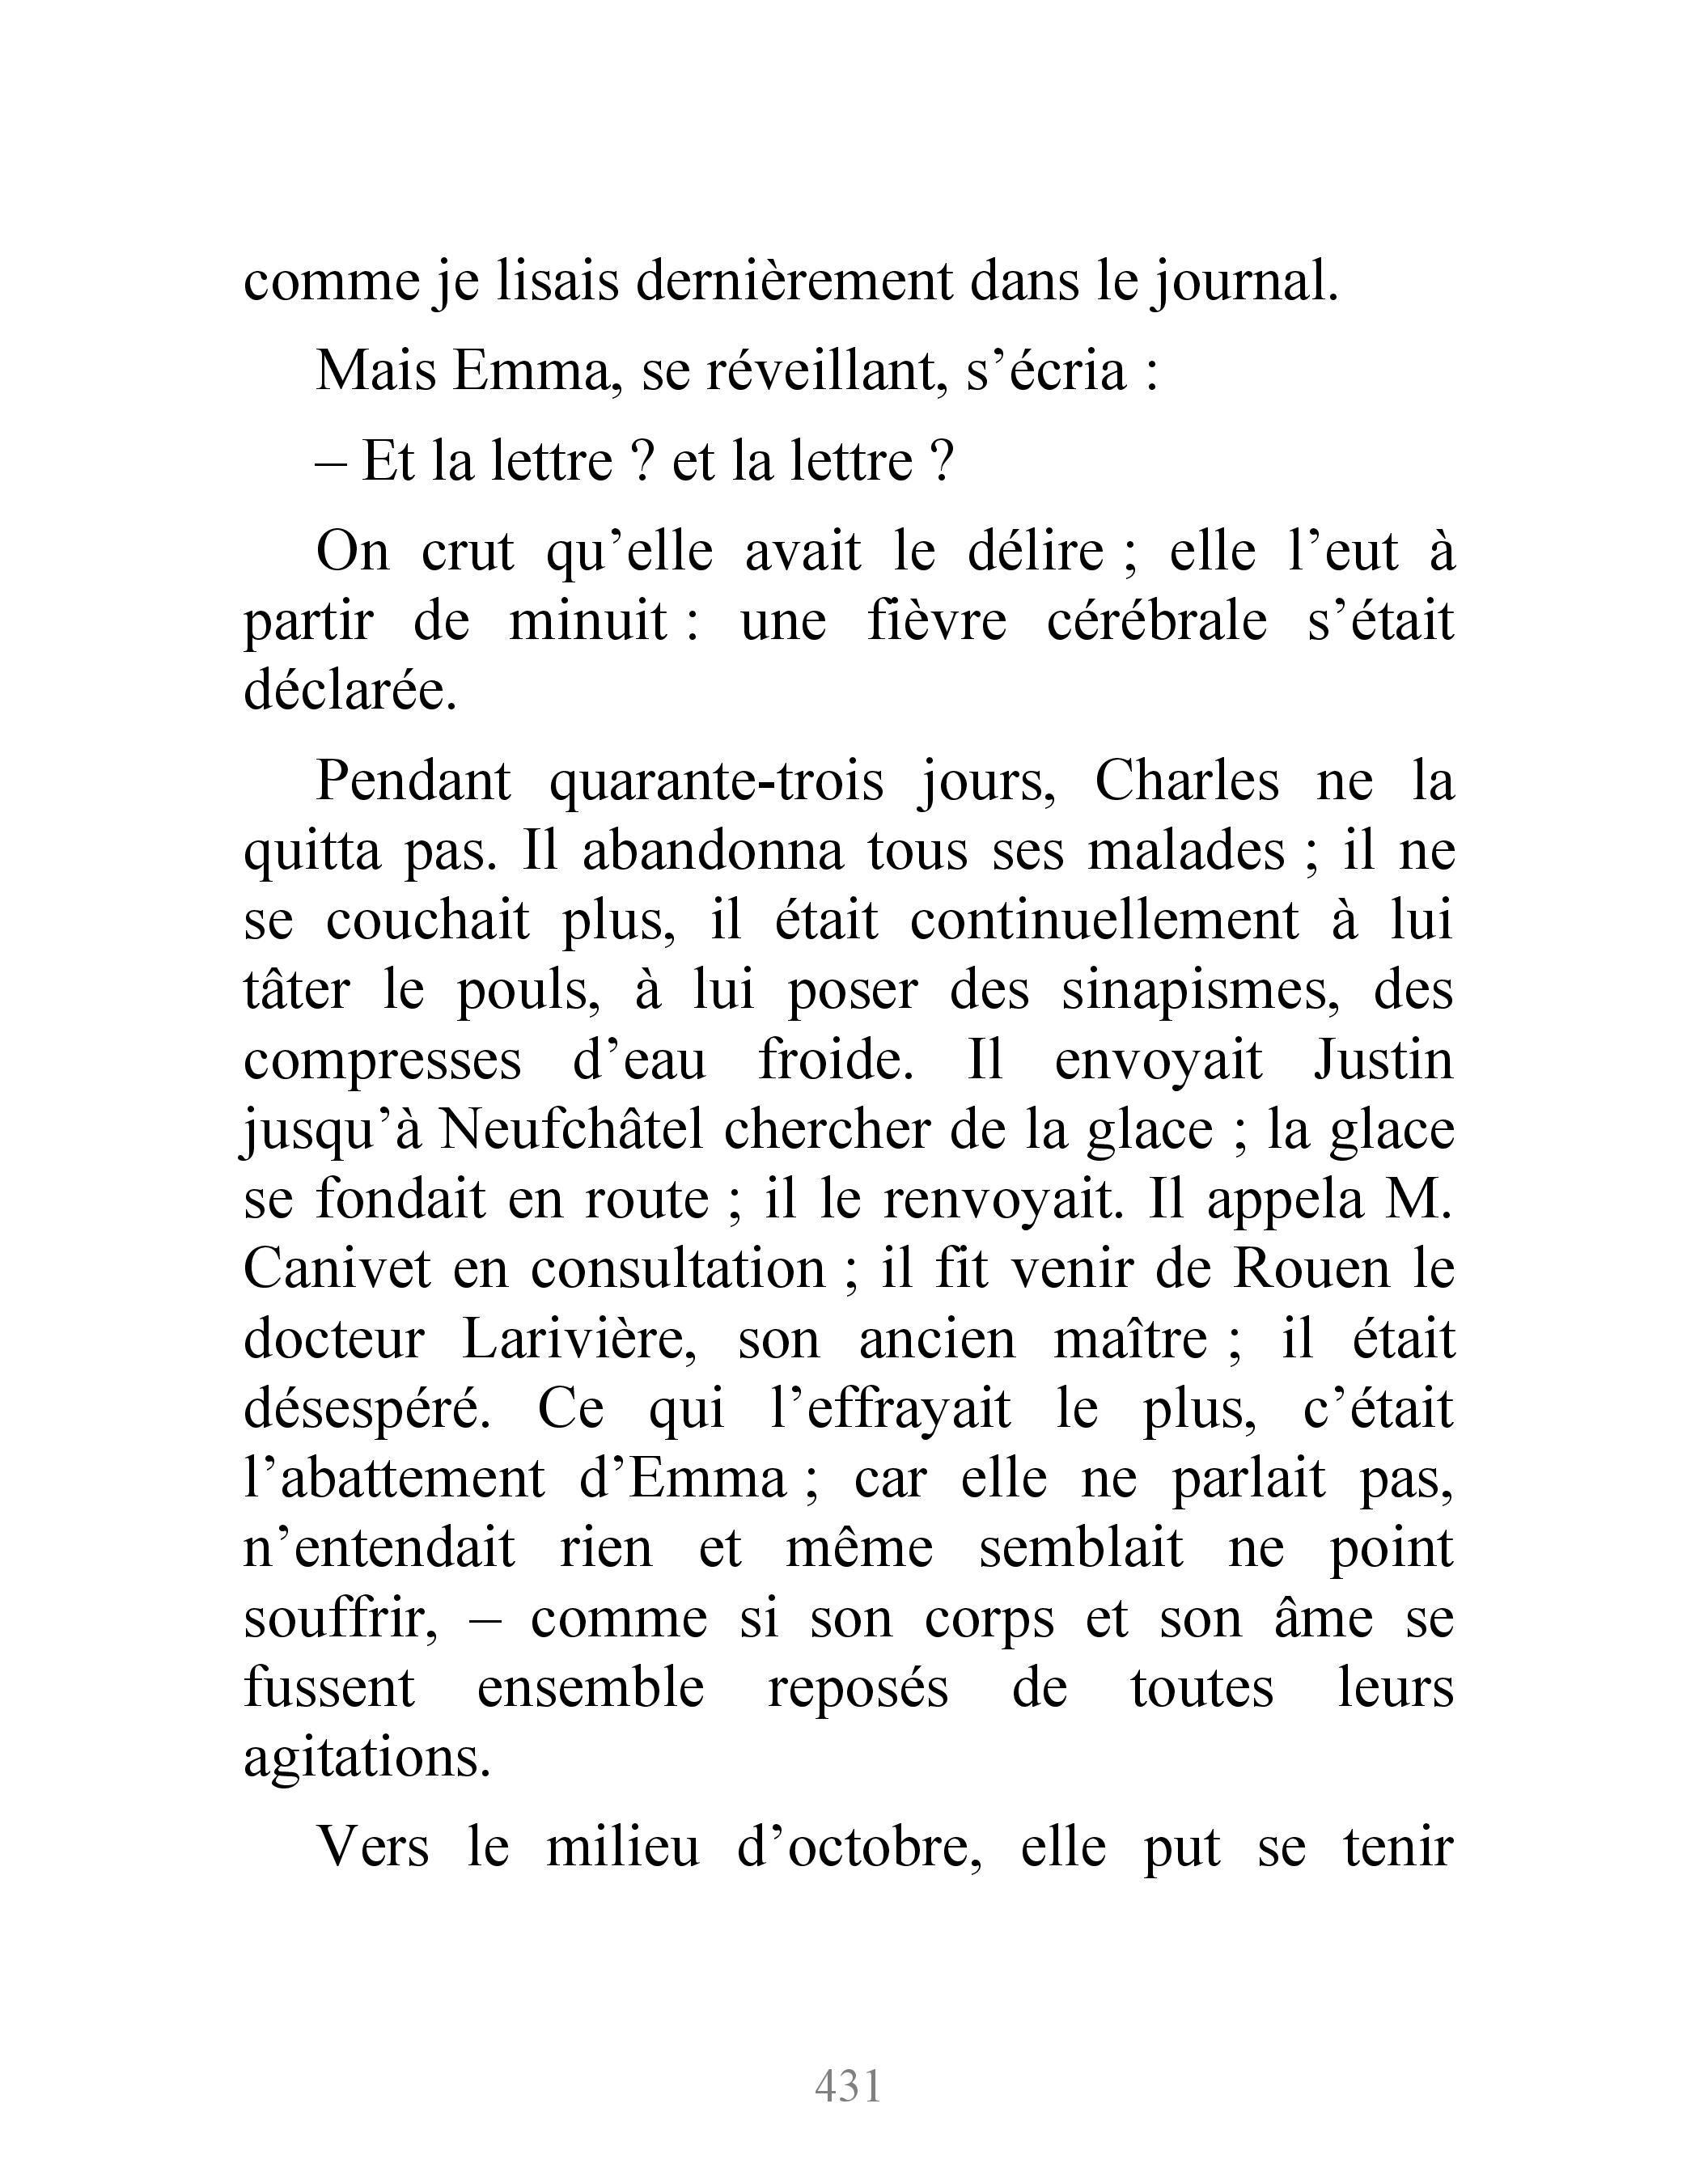 comme je lisais dernièrement dans le journal.
Mais Emma, se réveillant, s’écria :
– Et la lettre ? et la lettre ?
On crut qu’elle avait le délire ; elle l’eut à
partir de minuit : une fièvre cérébrale s’était
déclarée.
Pendant quarante-trois jours, Charles ne la
quitta pas. Il abandonna tous ses malades ; il ne
se couchait plus, il était continuellement à lui
tâter le pouls, à lui poser des sinapismes, des
compresses d’eau froide. Il envoyait Justin
jusqu’à Neufchâtel chercher de la glace ; la glace
se fondait en route ; il le renvoyait. Il appela M.
Canivet en consultation ; il fit venir de Rouen le
docteur Larivière, son ancien maître ; il était
désespéré. Ce qui l’effrayait le plus, c’était
l’abattement d’Emma ; car elle ne parlait pas,
n’entendait rien et même semblait ne point
souffrir, – comme si son corps et son âme se
fussent ensemble reposés de toutes leurs
agitations.
Vers le milieu d’octobre, elle put se tenir
431